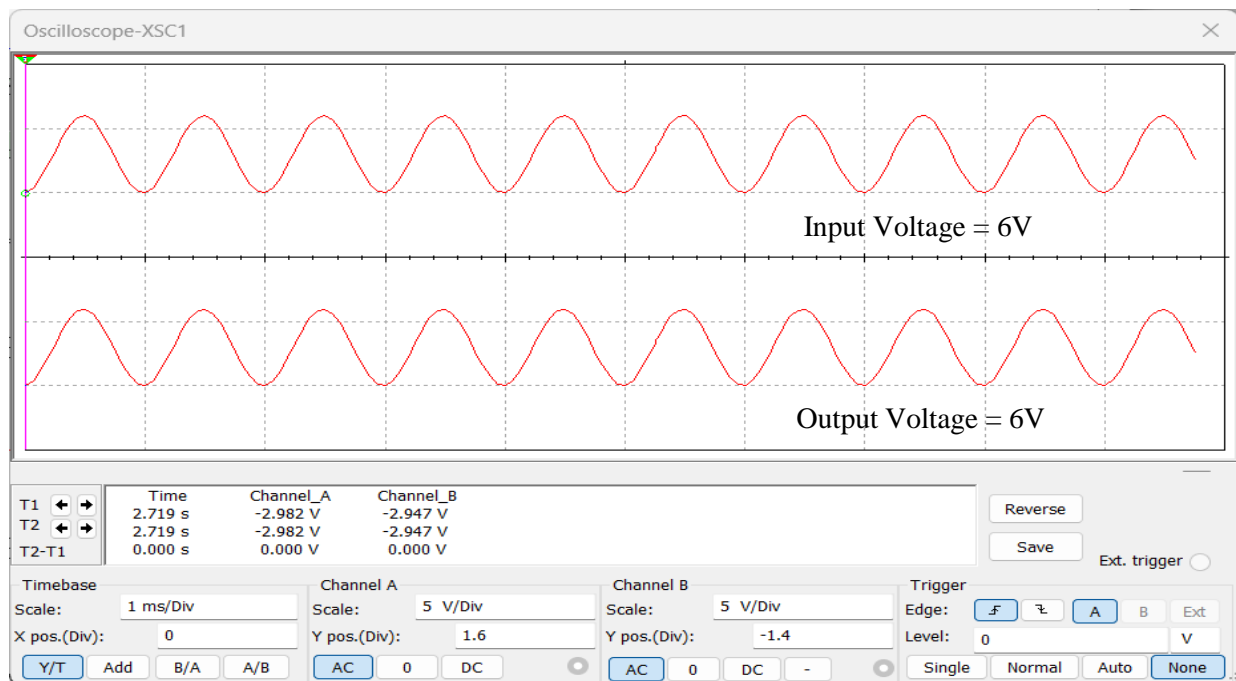 Oscilloscope-XSC1
Input Voltage = 6V
Output Voltage = 6V
Time Channel_A Channel_B
T1 2.719 s -2.982 V -2.947 V
T2 2.719 s -2.982 V -2.947 V
T2-T1 0.000 s 0.000 V 0.000 V
Reverse
Save
Ext. trigger
Timebase Channel A Channel B Trigger
Scale: 1 ms/Div Scale: 5 V/Div Scale: 5 V/Div Edge: A B Ext
X pos.(Div): 0 Y pos.(Div): 1.6 Y pos.(Div): -1.4 Level: 0 V
Y/T Add B/A A/B AC 0 DC AC 0 DC - Single Normal Auto None